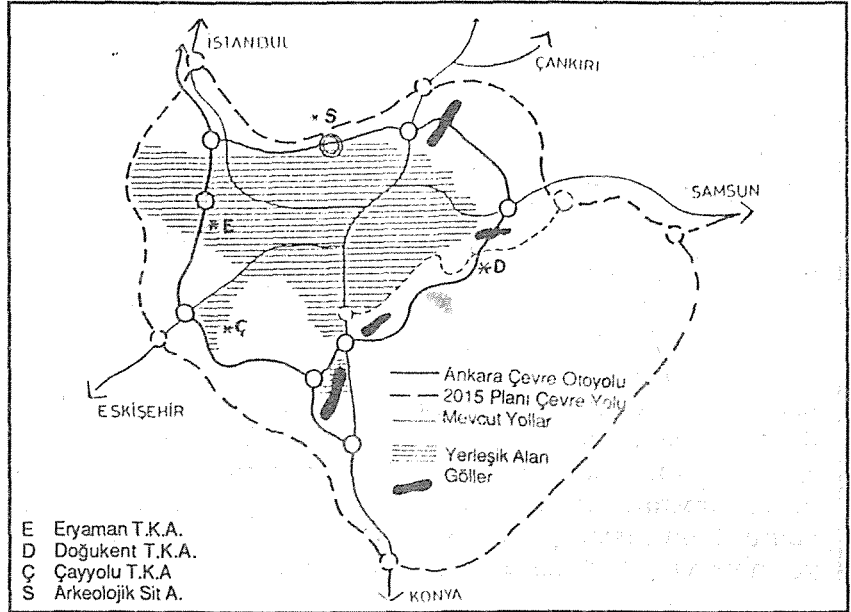 İSTANBUL
ÇANKIRI
S
SAMSUN
E
D
Ç
ESKİŞEHİR
Ankara Çevre Otoyolu
2015 Planı Çevre Yolu
Mevcut Yollar
Yerleşik Alan
Göller
E Eryaman T.K.A.
D Doğukent T.K.A.
Ç Çayyolu T.K.A
S Arkeolojik Sit A.
KONYA